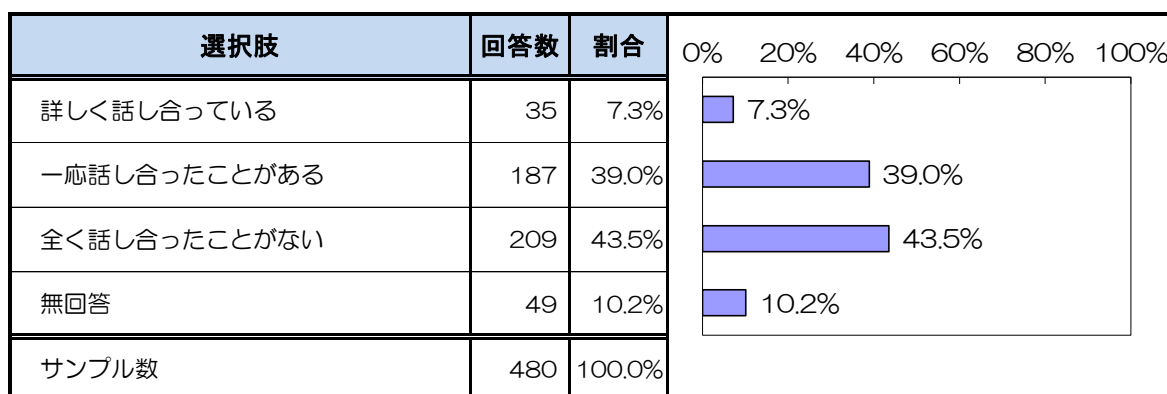 選択肢 回答数 割合
詳しく話し合っている 35 7.3%
一応話し合ったことがある 187 39.0%
全く話し合ったことがない 209 43.5%
無回答 49 10.2%
サンプル数 480 100.0%
0% 20% 40% 60% 80% 100%
7.3%
39.0%
43.5%
10.2%